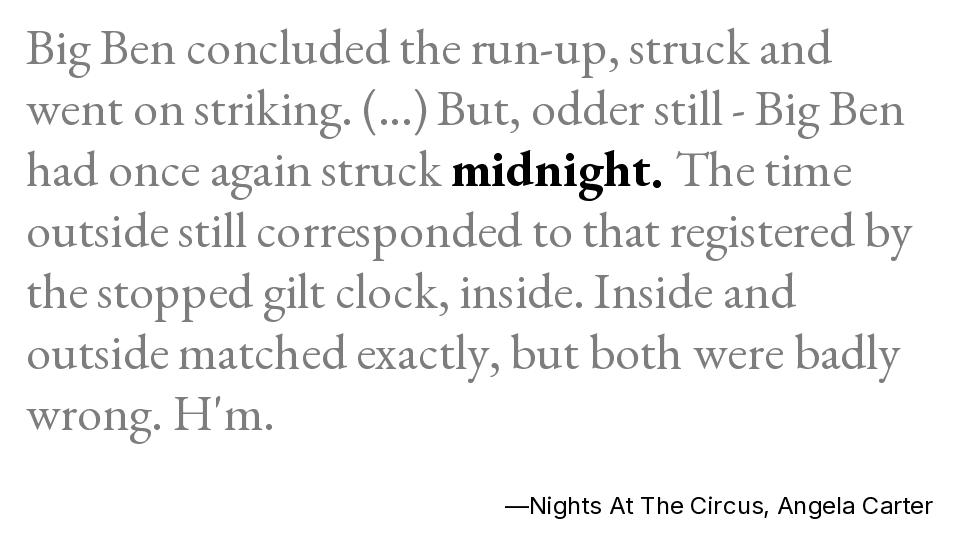 Big Ben concluded the run-up, struck and
went on striking. (...) But, odder still - Big Ben
had once again struck midnight. The time
outside still corresponded to that registered by
the stopped gilt clock, inside. Inside and
outside matched exactly, but both were badly
wrong. H'm.
—Nights At The Circus, Angela Carter